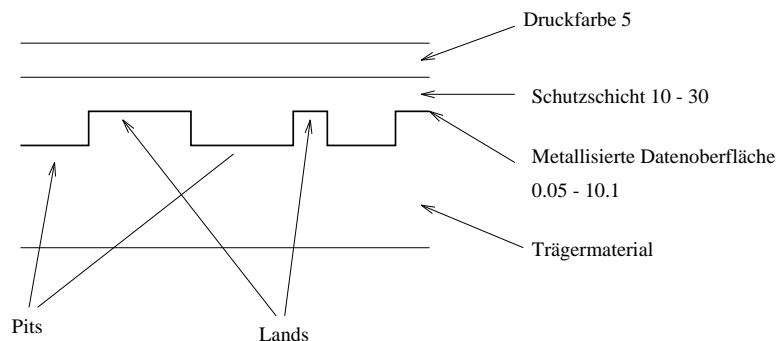 Druckfarbe 5
Schutzschicht 10 - 30
Metallisierte Datenoberfläche
0.05 - 10.1
Trägermaterial
Pits
Lands